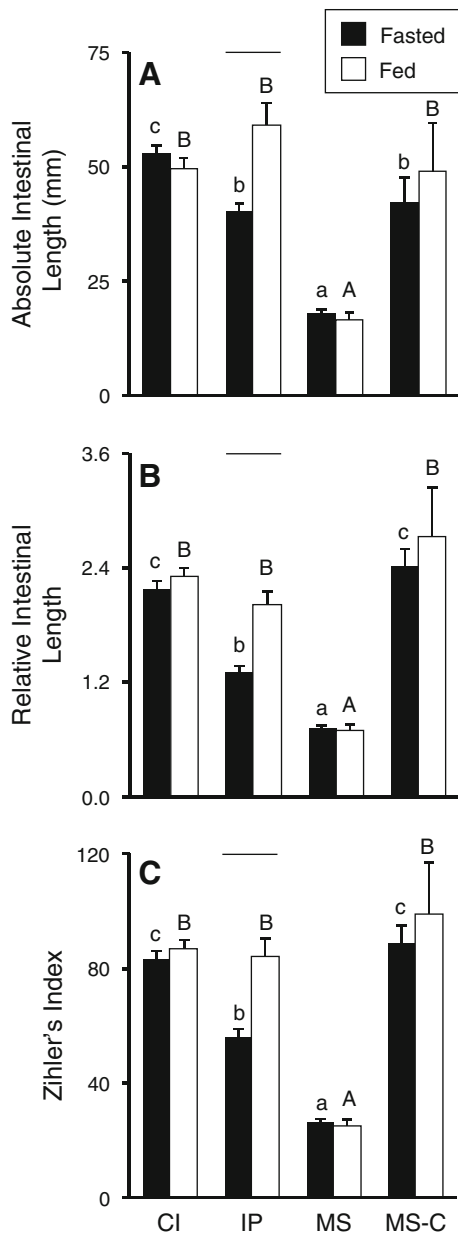 Fasted
Fed
A
75
50
25
0
Absolute Intestinal
Length (mm)
c B b B a A b B
B
3.6
2.4
1.2
0.0
Relative Intestinal
Length
c B b B a A c B
C
120
80
40
0
Zihler's Index
c B b B a A c B
CI IP MS MS-C